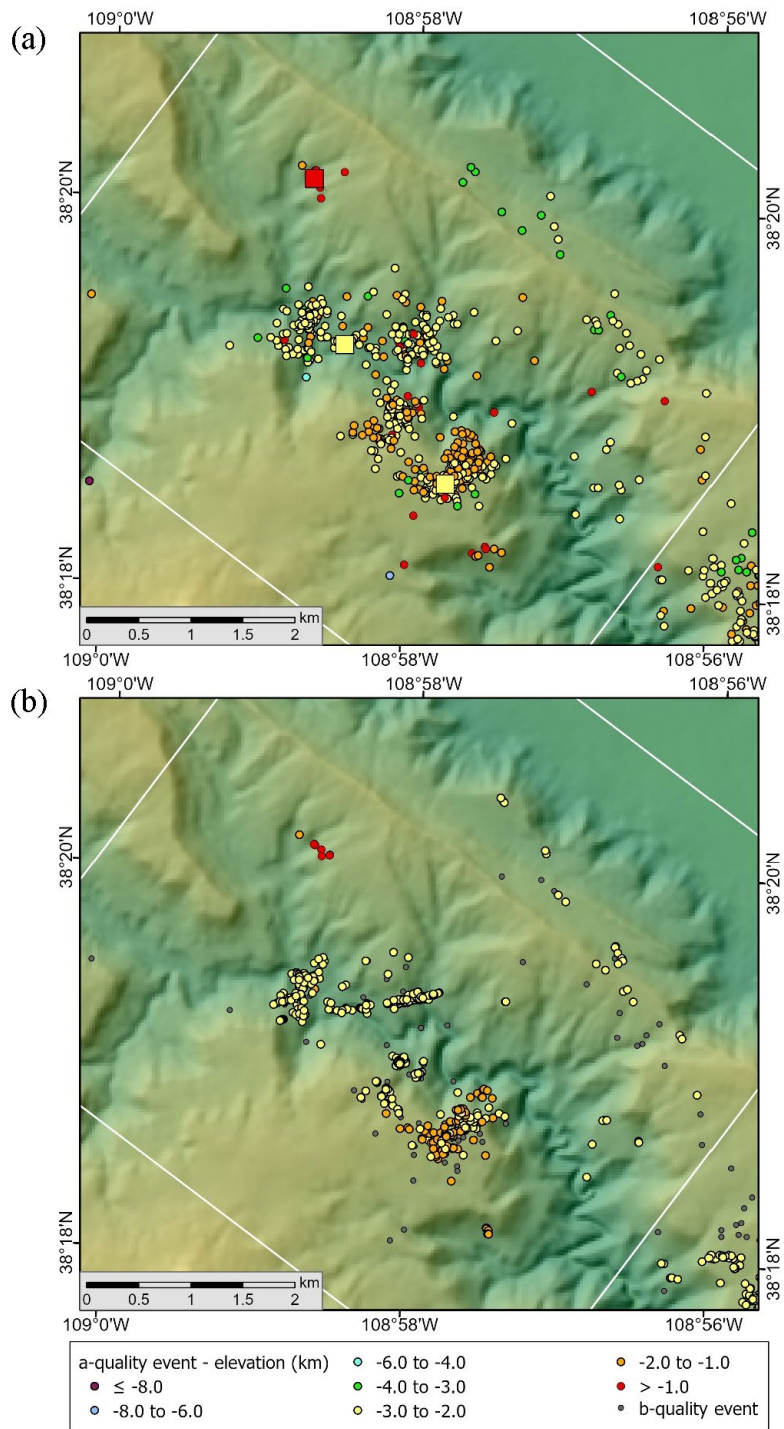 (a)
109°0'W 108°58'W 108°56'W
38°20'N
38°20'N
38°18'N
38°18'N
km
0 0.5 1 1.5 2
109°0'W 108°58'W 108°56'W
(b)
109°0'W 108°58'W 108°56'W
38°20'N
38°20'N
38°18'N
38°18'N
km
0 0.5 1 1.5 2
109°0'W 108°58'W 108°56'W
a-quality event - elevation (km)
≤ -8.0
-8.0 to -6.0
-6.0 to -4.0
-4.0 to -3.0
-3.0 to -2.0
-2.0 to -1.0
> -1.0
b-quality event